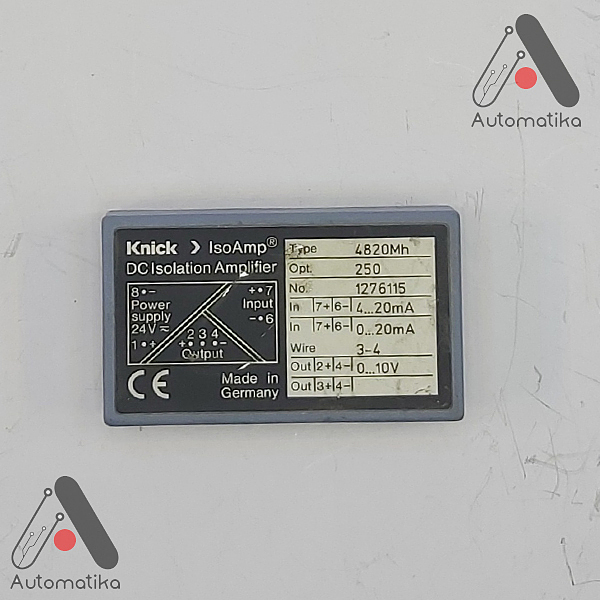 Automatika
Knick > IsoAmp®
DC Isolation Amplifier
8 • – + • 7
Power Input
supply – • 6
24V ≂ 2 3 4
1 • + + • • • –
Output
CE
Made in
Germany
Type 4820Mh
Opt. 250
No. 1276115
In 7+ 6- 4...20mA
In 7+ 6- 0...20mA
Wire 3-4
Out 2+ 4- 0...10V
Out 3+ 4-
Automatika